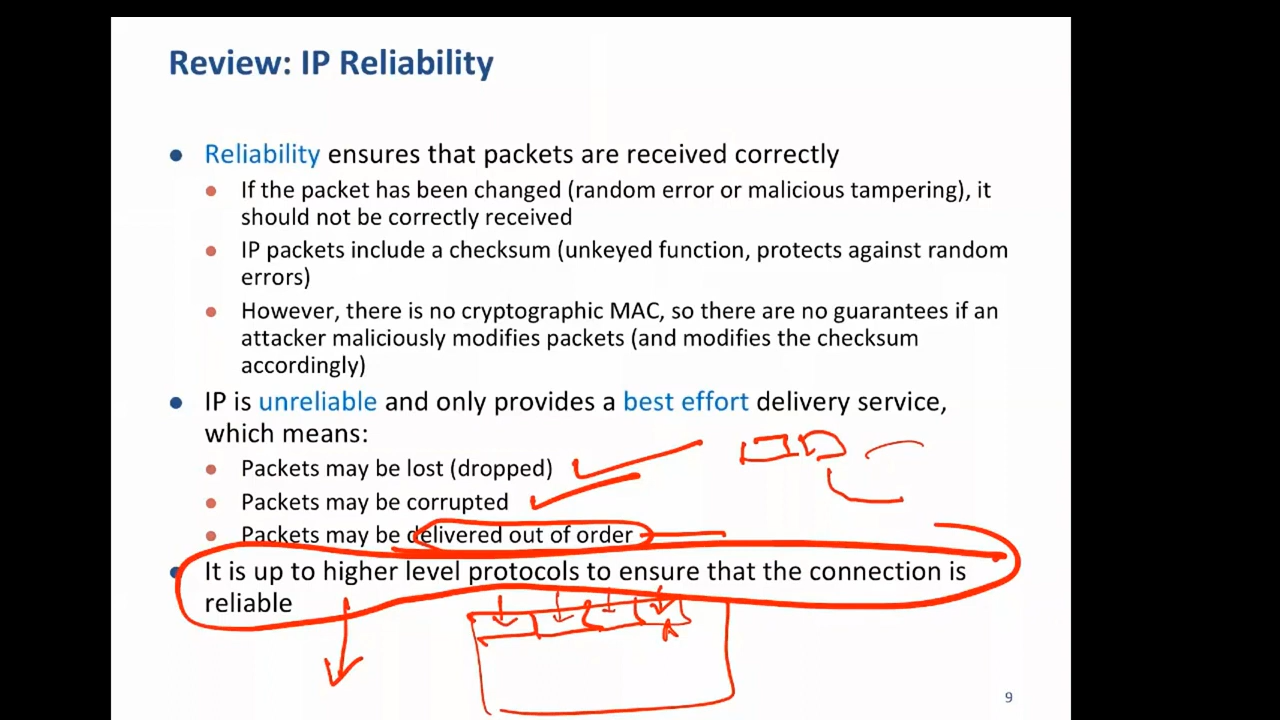 Review: IP Reliability
Reliability ensures that packets are received correctly
If the packet has been changed (random error or malicious tampering), it
should not be correctly received
IP packets include a checksum (unkeyed function, protects against random
errors)
However, there is no cryptographic MAC, so there are no guarantees if an
attacker maliciously modifies packets (and modifies the checksum
accordingly)
IP is unreliable and only provides a best effort delivery service,
which means:
Packets may be lost (dropped)
Packets may be corrupted
Packets may be delivered out of order
It is up to higher level protocols to ensure that the connection is
reliable
9